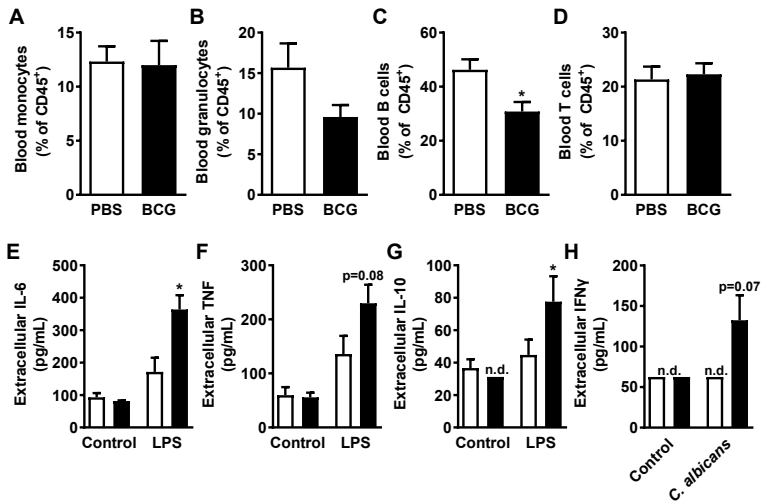 A
Blood monocytes
(% of CD45⁺)
15
10
5
0
PBS
BCG
B
Blood granulocytes
(% of CD45⁺)
20
15
10
5
0
PBS
BCG
C
Blood B cells
(% of CD45⁺)
60
40
20
0
*
PBS
BCG
D
Blood T cells
(% of CD45⁺)
30
20
10
0
PBS
BCG
E
Extracellular IL-6
(pg/mL)
500
400
300
200
100
0
*
Control
LPS
F
Extracellular TNF
(pg/mL)
300
200
100
0
p=0.08
Control
LPS
G
Extracellular IL-10
(pg/mL)
100
80
60
40
20
0
n.d.
*
Control
LPS
H
Extracellular IFNγ
(pg/mL)
200
150
100
50
0
n.d.
n.d.
p=0.07
Control
C. albicans